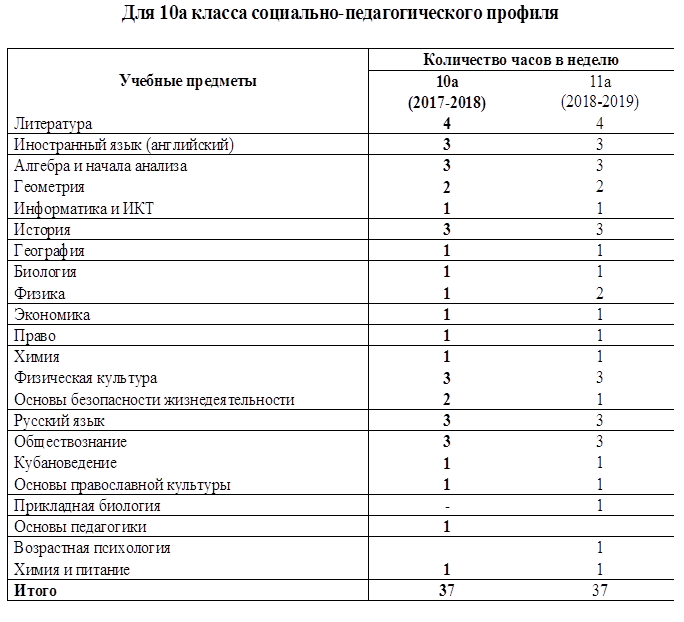 Для 10а класса социально-педагогического профиля
Учебные предметы Количество часов в неделю
10а 11а
(2017-2018) (2018-2019)
Литература 4 4
Иностранный язык (английский) 3 3
Алгебра и начала анализа 3 3
Геометрия 2 2
Информатика и ИКТ 1 1
История 3 3
География 1 1
Биология 1 1
Физика 1 2
Экономика 1 1
Право 1 1
Химия 1 1
Физическая культура 3 3
Основы безопасности жизнедеятельности 2 1
Русский язык 3 3
Обществознание 3 3
Кубановедение 1 1
Основы православной культуры 1 1
Прикладная биология - 1
Основы педагогики 1
Возрастная психология 1
Химия и питание 1 1
Итого 37 37